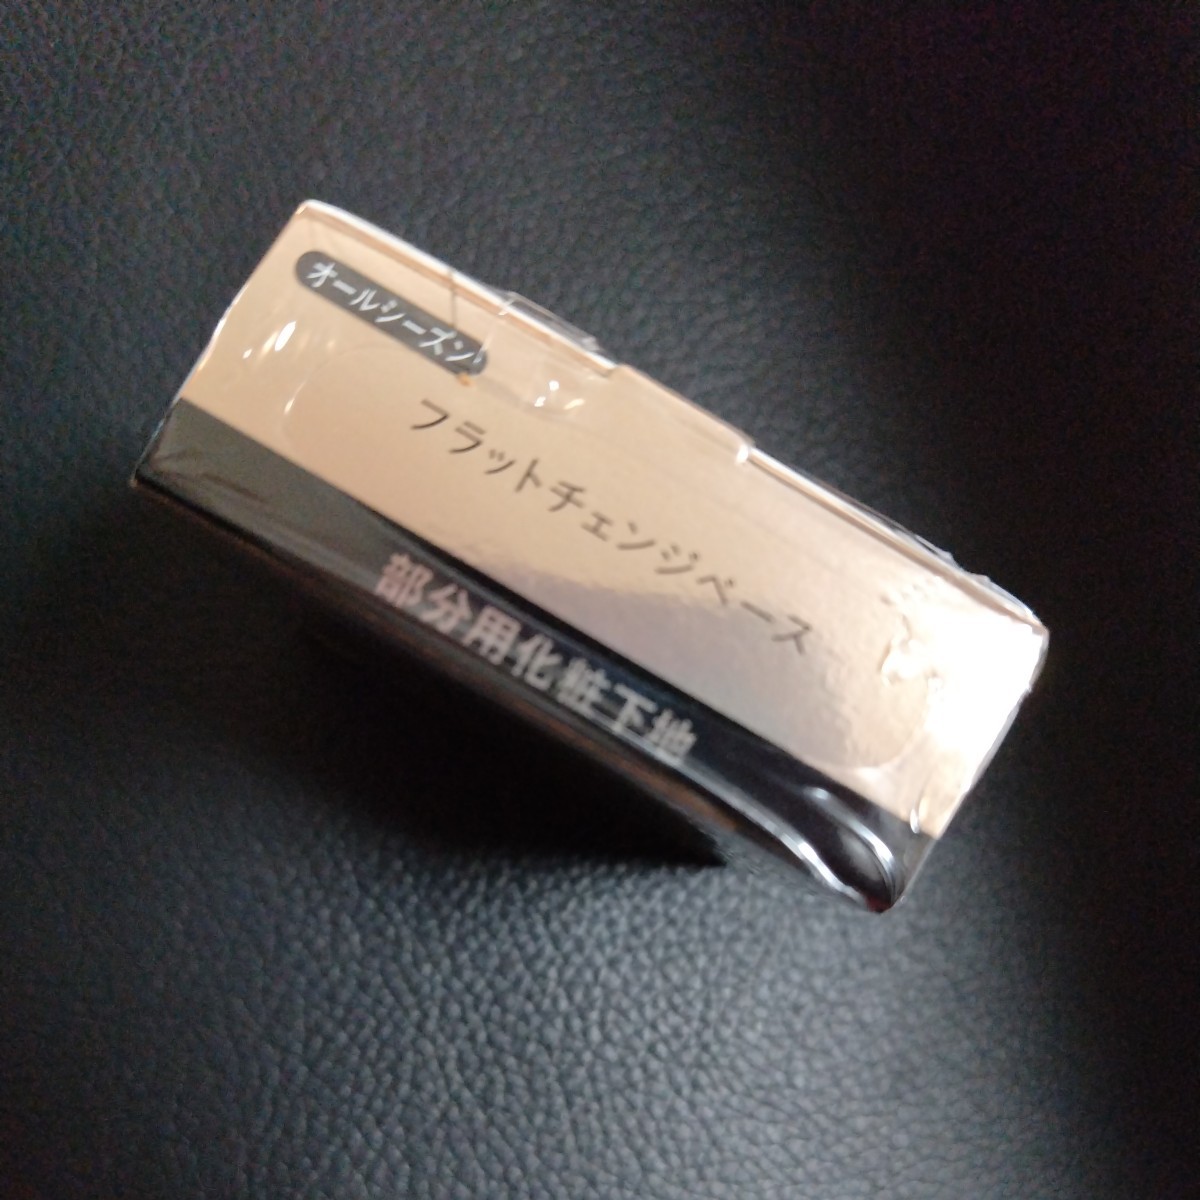 オールシーズン
フラットチェンジベース
部分用化粧下地